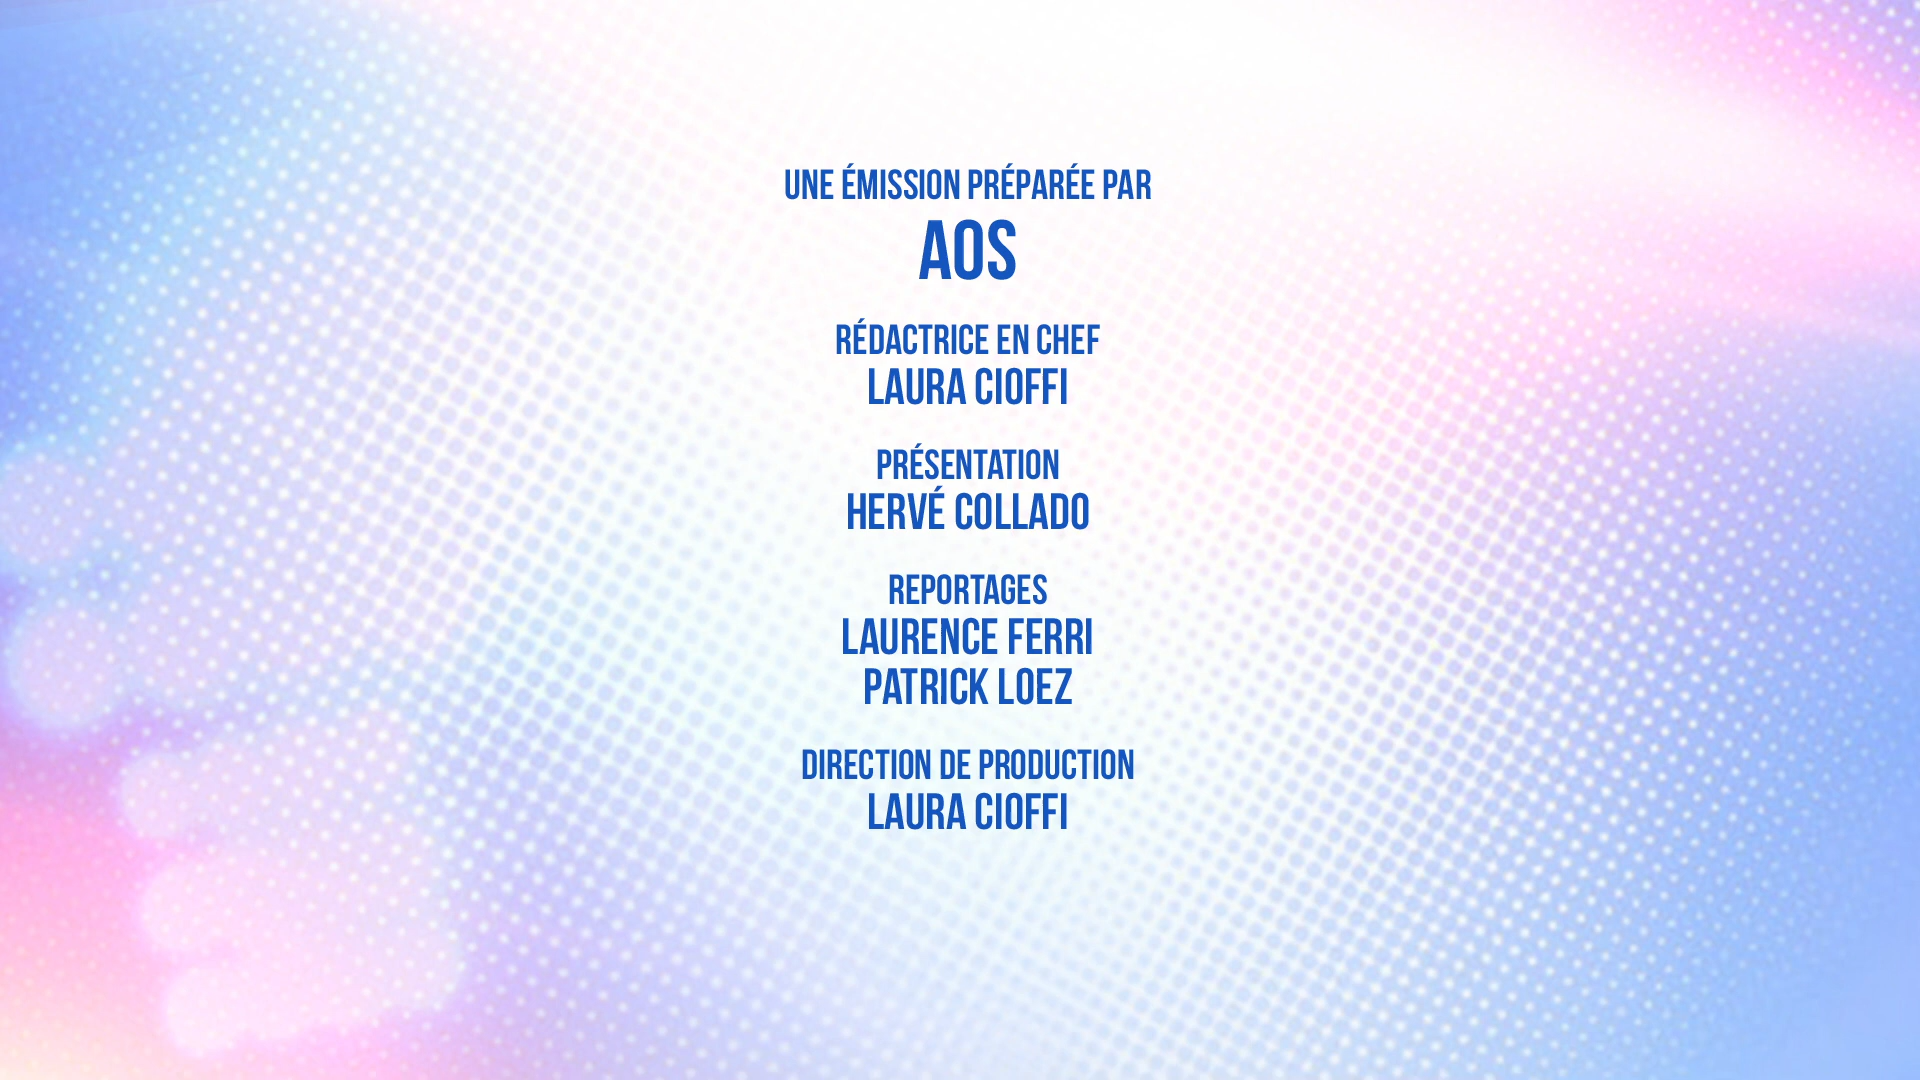 UNE ÉMISSION PRÉPARÉE PAR
AOS
RÉDACTRICE EN CHEF
LAURA CIOFFI
PRÉSENTATION
HERVÉ COLLADO
REPORTAGES
LAURENCE FERRI
PATRICK LOEZ
DIRECTION DE PRODUCTION
LAURA CIOFFI